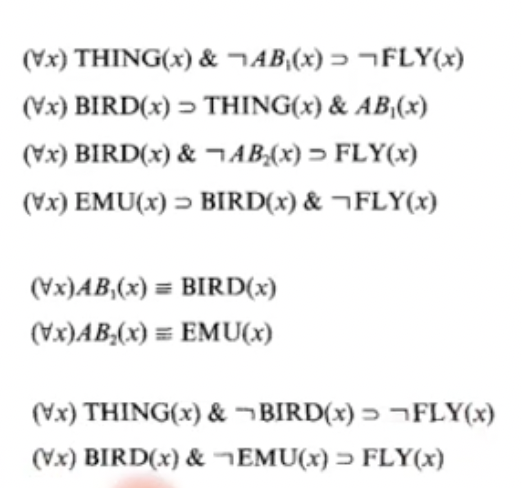 (∀x) THING(x) & ¬AB₁(x) ⊃ ¬FLY(x)
(∀x) BIRD(x) ⊃ THING(x) & AB₁(x)
(∀x) BIRD(x) & ¬AB₂(x) ⊃ FLY(x)
(∀x) EMU(x) ⊃ BIRD(x) & ¬FLY(x)
(∀x)AB₁(x) ≡ BIRD(x)
(∀x)AB₂(x) ≡ EMU(x)
(∀x) THING(x) & ¬BIRD(x) ⊃ ¬FLY(x)
(∀x) BIRD(x) & ¬EMU(x) ⊃ FLY(x)